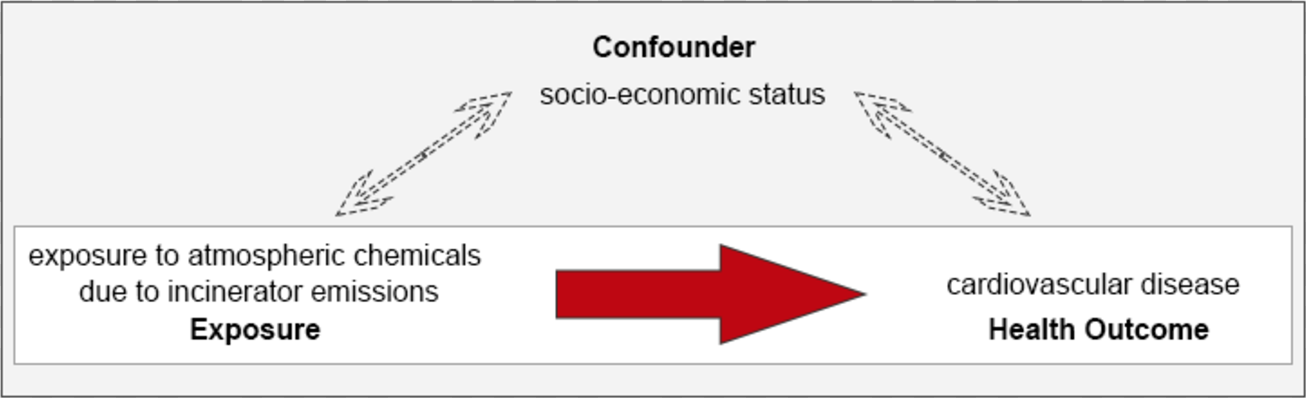 Confounder
socio-economic status
exposure to atmospheric chemicals
due to incinerator emissions
Exposure
cardiovascular disease
Health Outcome